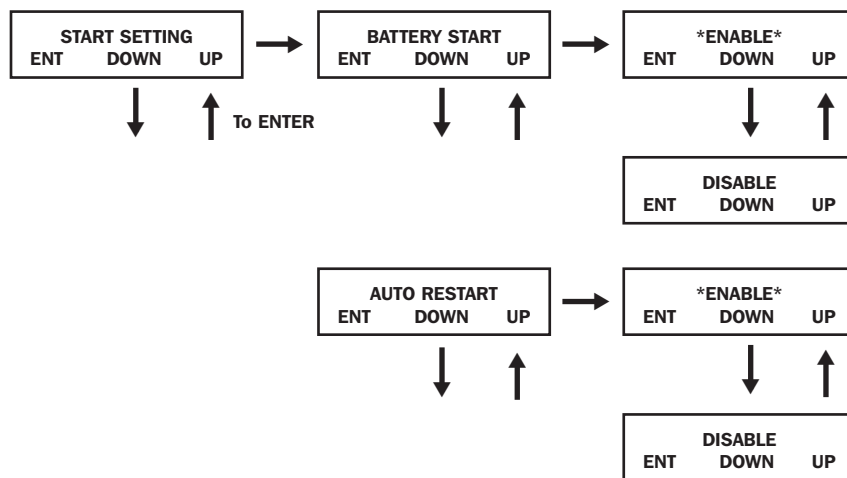 START SETTING
ENT DOWN UP
BATTERY START
ENT DOWN UP
*ENABLE*
ENT DOWN UP
To ENTER
DISABLE
ENT DOWN UP
AUTO RESTART
ENT DOWN UP
*ENABLE*
ENT DOWN UP
DISABLE
ENT DOWN UP